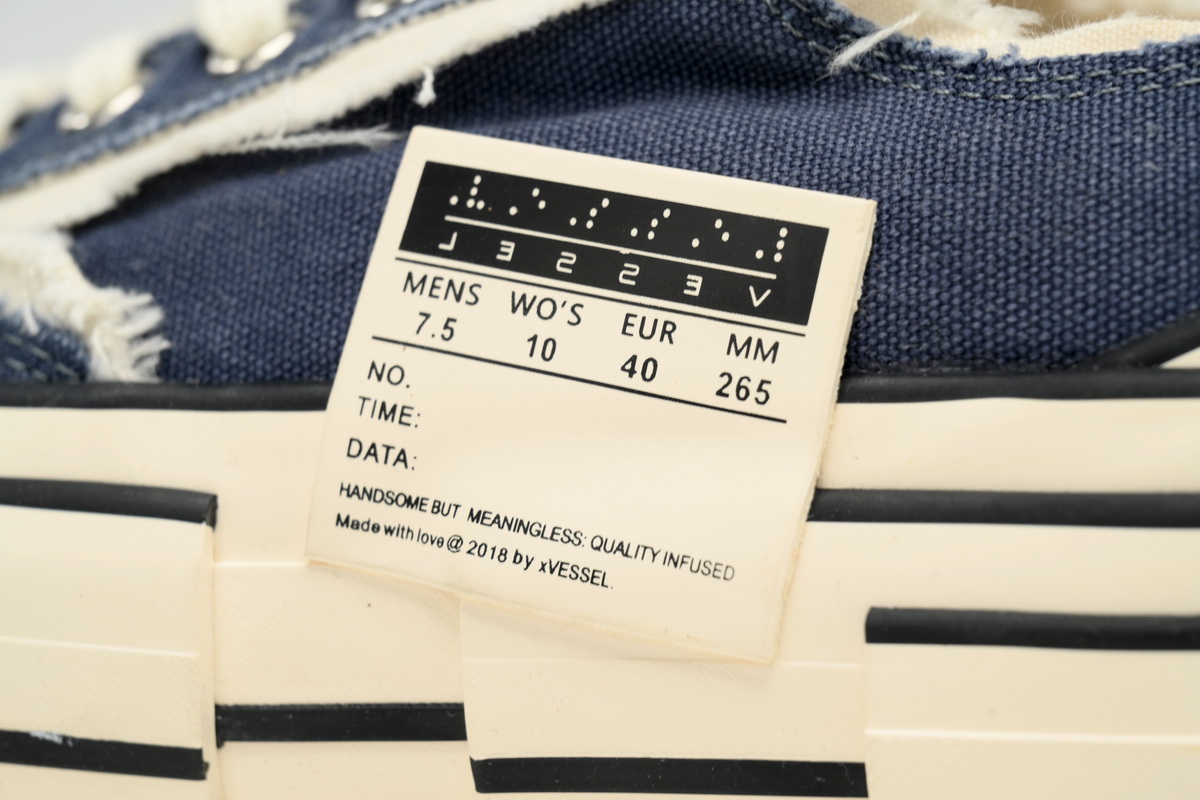 VESSEL
MENS WO'S EUR MM
7.5 10 40 265
NO.
TIME:
DATA:
HANDSOME BUT MEANINGLESS: QUALITY INFUSED
Made with love @ 2018 by xVESSEL.